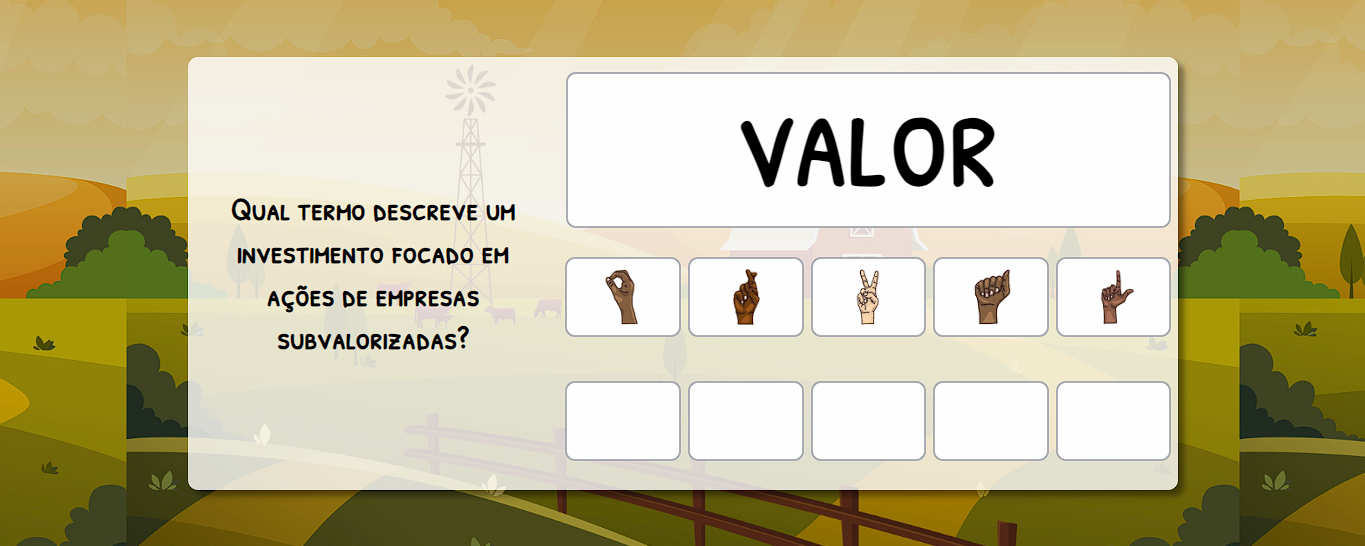 Qual termo descreve um
investimento focado em
ações de empresas
subvalorizadas?
VALOR